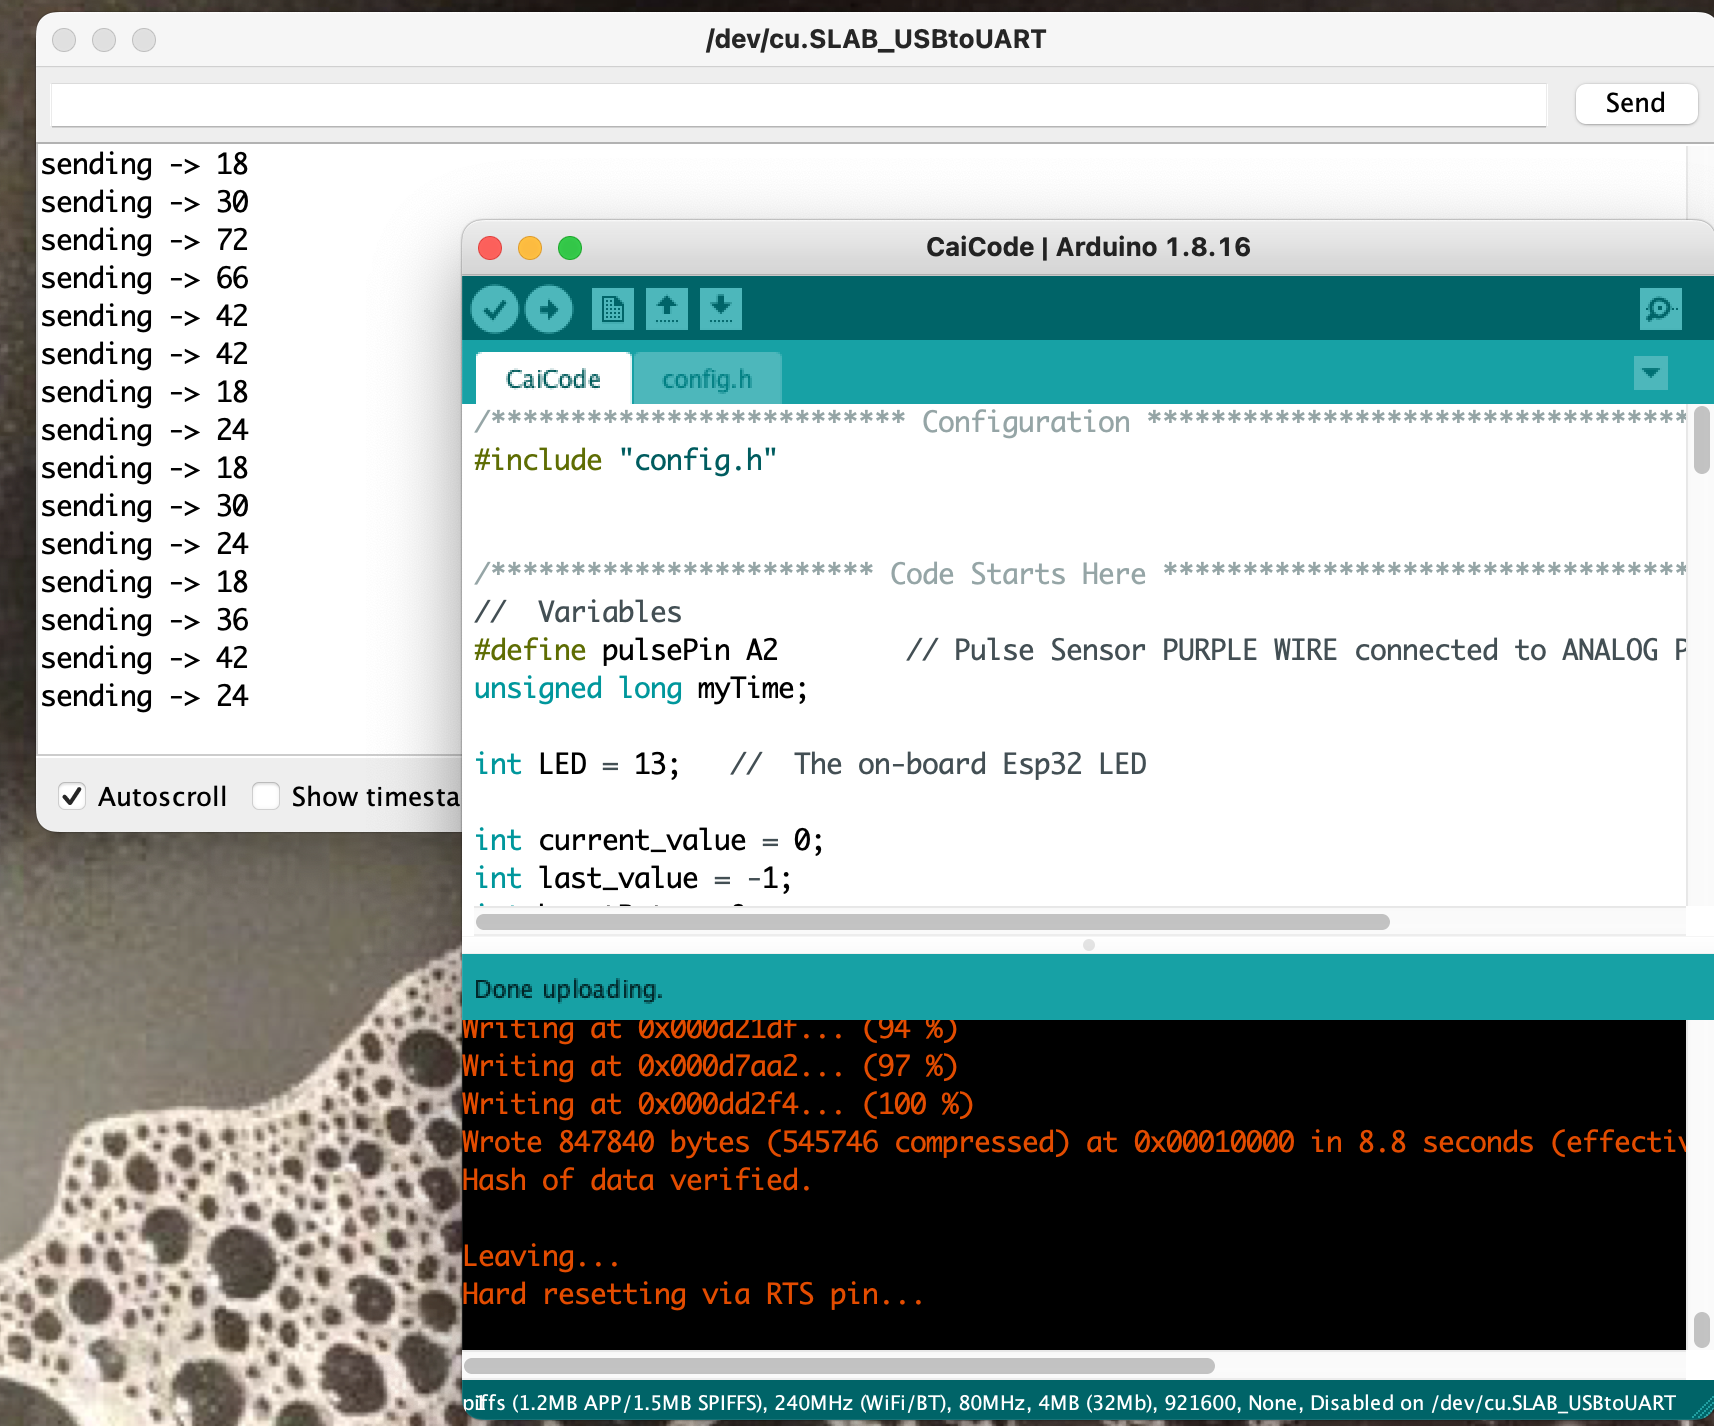 /dev/cu.SLAB_USBtoUART
Send
sending -> 18
sending -> 30
sending -> 72
sending -> 66
sending -> 42
sending -> 42
sending -> 18
sending -> 24
sending -> 18
sending -> 30
sending -> 24
sending -> 18
sending -> 36
sending -> 42
sending -> 24
Autoscroll
Show timesta
CaiCode | Arduino 1.8.16
CaiCode
config.h
/************************** Configuration **********************************
#include "config.h"
/************************ Code Starts Here *********************************
//  Variables
#define pulsePin A2        // Pulse Sensor PURPLE WIRE connected to ANALOG P
unsigned long myTime;
int LED = 13;   //  The on-board Esp32 LED
int current_value = 0;
int last_value = -1;
Done uploading.
Writing at 0x000d21df... (94 %)
Writing at 0x000d7aa2... (97 %)
Writing at 0x000dd2f4... (100 %)
Wrote 847840 bytes (545746 compressed) at 0x00010000 in 8.8 seconds (effectiv
Hash of data verified.
Leaving...
Hard resetting via RTS pin...
(1.2MB APP/1.5MB SPIFFS), 240MHz (WiFi/BT), 80MHz, 4MB (32Mb), 921600, None, Disabled on /dev/cu.SLAB_USBtoUART